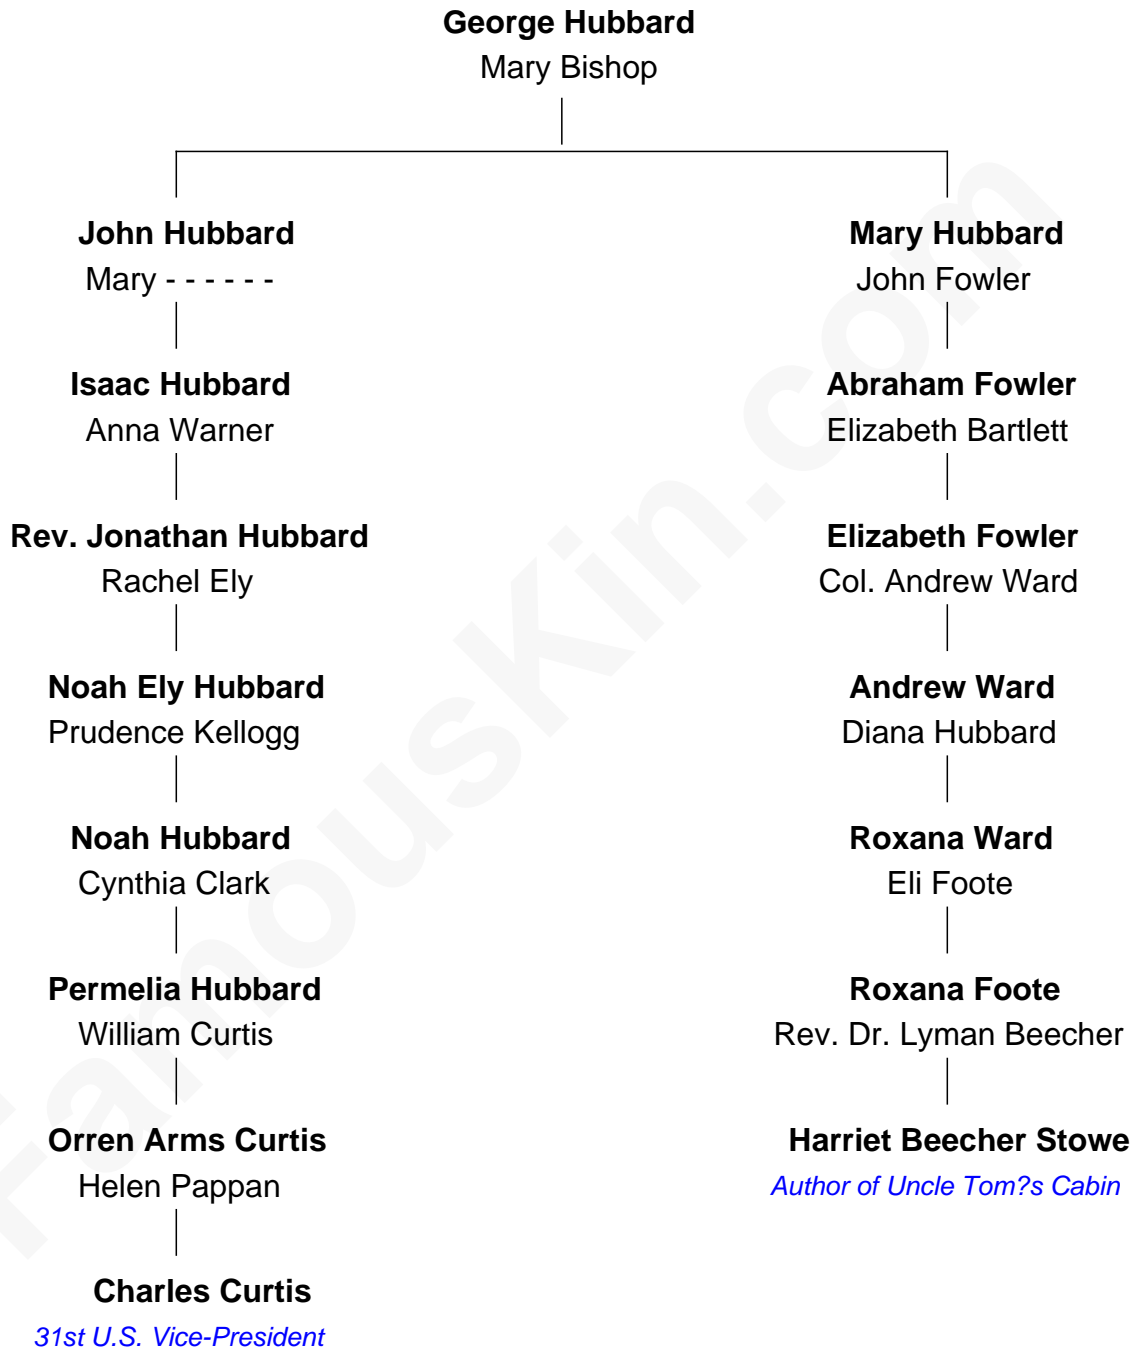 George Hubbard
Mary Bishop
John Hubbard
Mary - - - - - -
Mary Hubbard
John Fowler
Isaac Hubbard
Anna Warner
Abraham Fowler
Elizabeth Bartlett
Rev. Jonathan Hubbard
Rachel Ely
Elizabeth Fowler
Col. Andrew Ward
Noah Ely Hubbard
Prudence Kellogg
Andrew Ward
Diana Hubbard
Noah Hubbard
Cynthia Clark
Roxana Ward
Eli Foote
Permelia Hubbard
William Curtis
Roxana Foote
Rev. Dr. Lyman Beecher
Orren Arms Curtis
Helen Pappan
Harriet Beecher Stowe
Author of Uncle Tom?s Cabin
Charles Curtis
31st U.S. Vice-President
FamousKin.com